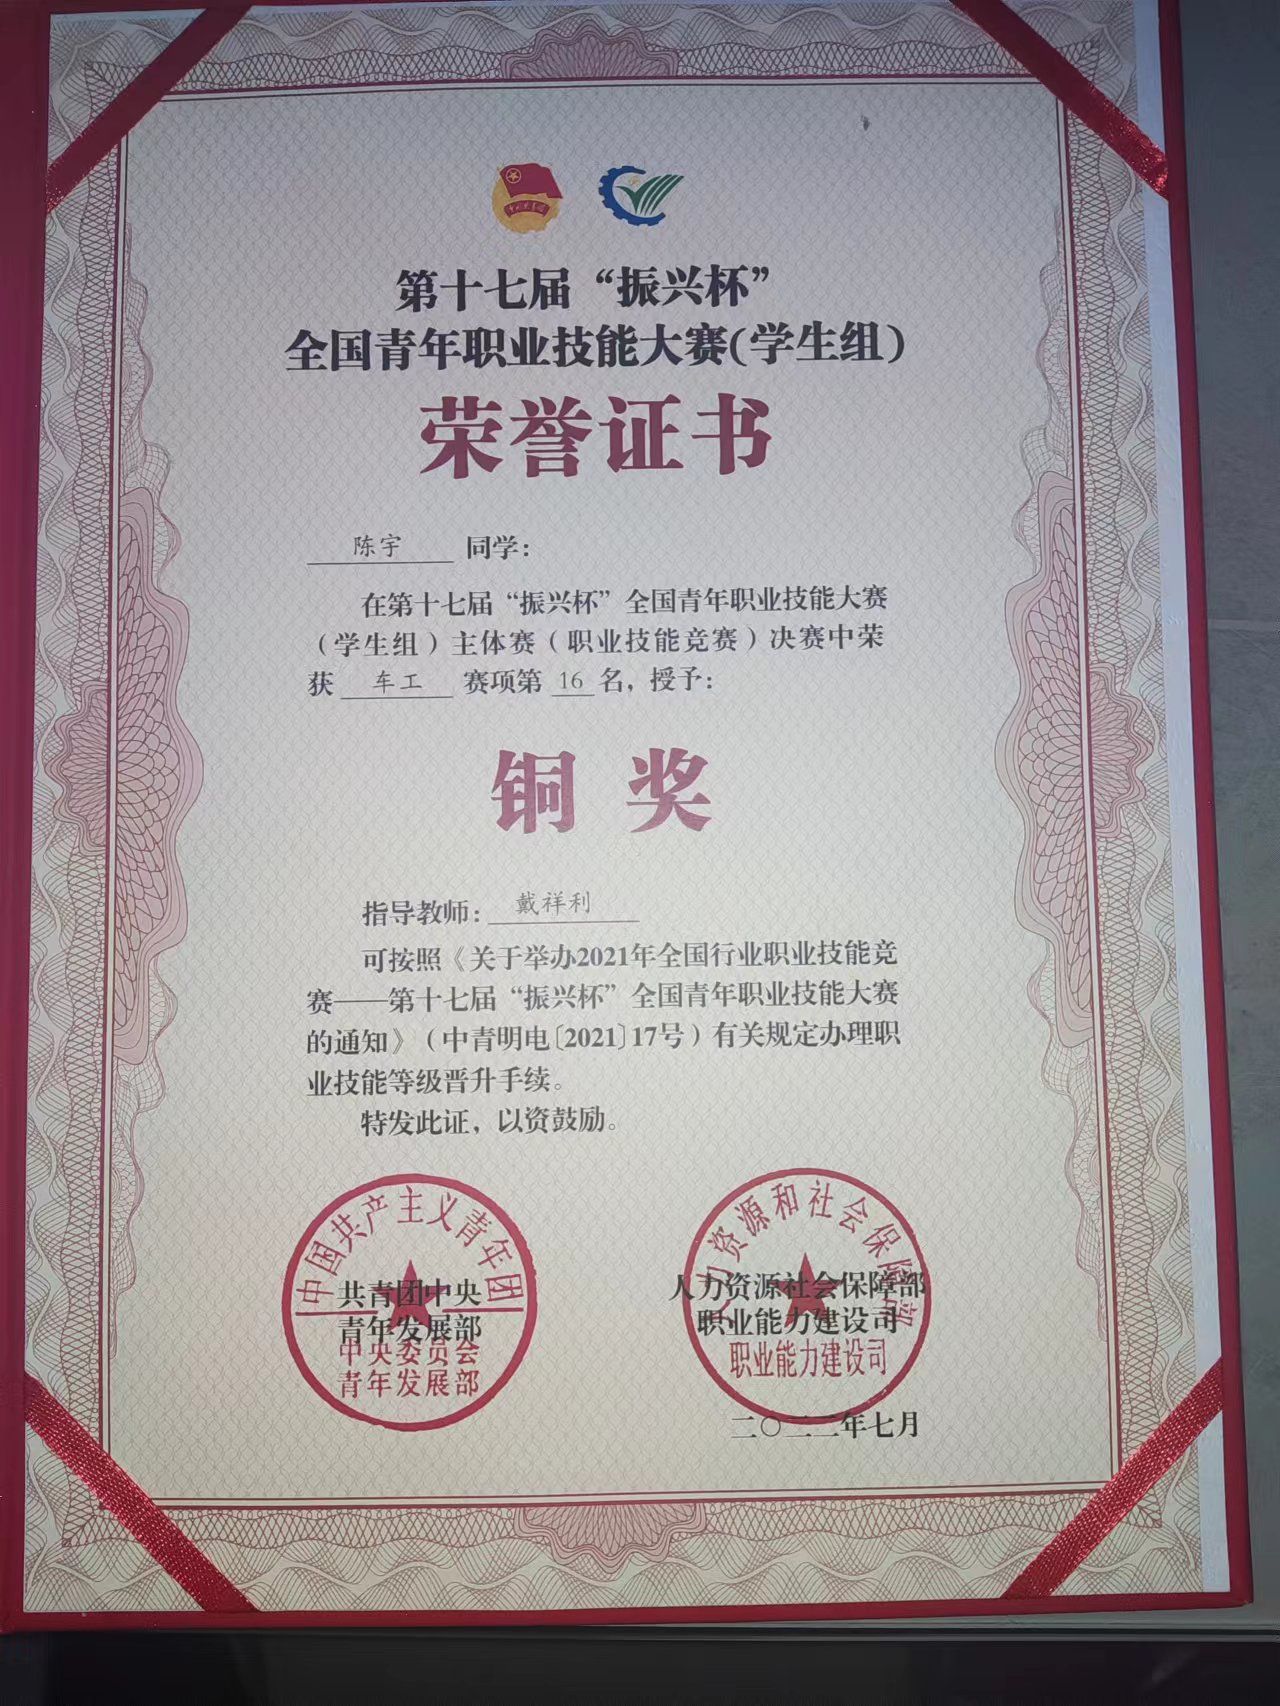 第十七届“振兴杯”
全国青年职业技能大赛(学生组)
荣誉证书
陈宇 同学：
在第十七届“振兴杯”全国青年职业技能大赛
（学生组）主体赛（职业技能竞赛）决赛中荣
获 车工 赛项第 16 名，授予：
铜奖
指导教师：戴祥利
可按照《关于举办2021年全国行业职业技能竞
赛——第十七届“振兴杯”全国青年职业技能大赛
的通知》（中青明电〔2021〕17号）有关规定办理职
业技能等级晋升手续。
特发此证，以资鼓励。
中国共产主义青年团
共青团中央
青年发展部
中央委员会
青年发展部
人力资源和社会保障部
人力资源社会保障部
职业能力建设司
职业能力建设司
二〇二二年七月